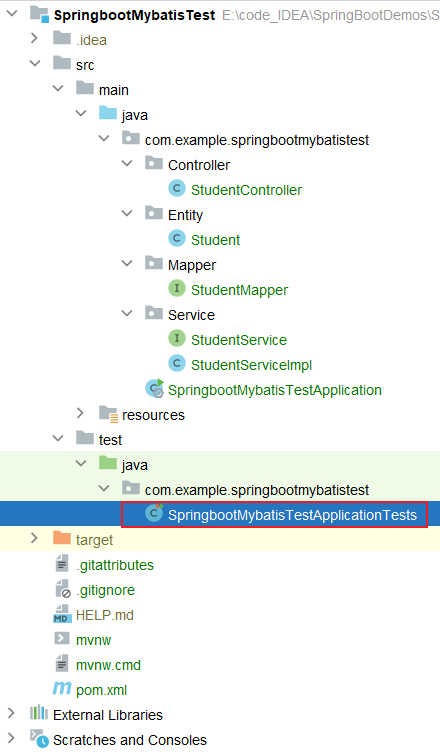 SpringbootMybatisTest E:\code_IDEA\SpringBootDemos\S
.idea
src
main
java
com.example.springbootmybatistest
Controller
C StudentController
Entity
C Student
Mapper
I StudentMapper
Service
I StudentService
C StudentServiceImpl
C SpringbootMybatisTestApplication
resources
test
java
com.example.springbootmybatistest
C SpringbootMybatisTestApplicationTests
target
.gitattributes
.gitignore
MD HELP.md
mvnw
mvnw.cmd
m pom.xml
External Libraries
Scratches and Consoles